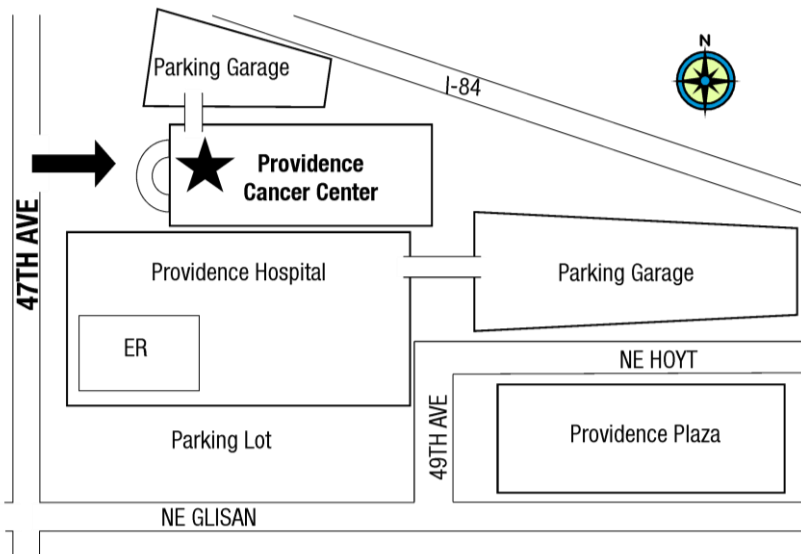 N
Parking Garage
I-84
Providence
Cancer Center
47TH AVE
Providence Hospital
Parking Garage
ER
NE HOYT
49TH AVE
Providence Plaza
Parking Lot
NE GLISAN